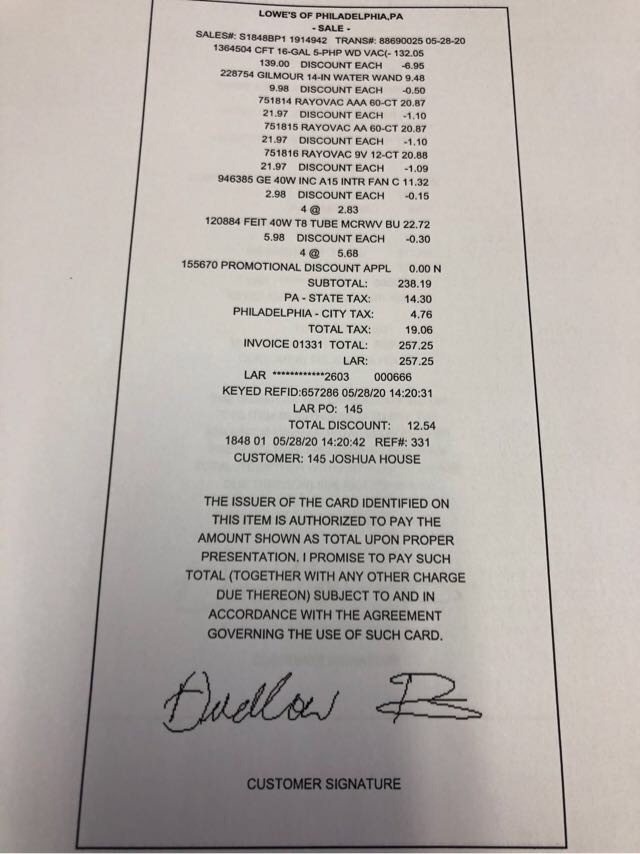 LOWE'S OF PHILADELPHIA,PA
- SALE -
SALES#: S1848BP1 1914942 TRANS#: 88690025 05-28-20
1364504 CFT 16-GAL 5-PHP WD VAC(- 132.05
139.00 DISCOUNT EACH -6.95
228754 GILMOUR 14-IN WATER WAND 9.48
9.98 DISCOUNT EACH -0.50
751814 RAYOVAC AAA 60-CT 20.87
21.97 DISCOUNT EACH -1.10
751815 RAYOVAC AA 60-CT 20.87
21.97 DISCOUNT EACH -1.10
751816 RAYOVAC 9V 12-CT 20.88
21.97 DISCOUNT EACH -1.09
946385 GE 40W INC A15 INTR FAN C 11.32
2.98 DISCOUNT EACH -0.15
4 @ 2.83
120884 FEIT 40W T8 TUBE MCRWV BU 22.72
5.98 DISCOUNT EACH -0.30
4 @ 5.68
155670 PROMOTIONAL DISCOUNT APPL 0.00 N
SUBTOTAL: 238.19
PA - STATE TAX: 14.30
PHILADELPHIA - CITY TAX: 4.76
TOTAL TAX: 19.06
INVOICE 01331 TOTAL: 257.25
LAR: 257.25
LAR ************2603 000666
KEYED REFID:657286 05/28/20 14:20:31
LAR PO: 145
TOTAL DISCOUNT: 12.54
1848 01 05/28/20 14:20:42 REF#: 331
CUSTOMER: 145 JOSHUA HOUSE
THE ISSUER OF THE CARD IDENTIFIED ON
THIS ITEM IS AUTHORIZED TO PAY THE
AMOUNT SHOWN AS TOTAL UPON PROPER
PRESENTATION. I PROMISE TO PAY SUCH
TOTAL (TOGETHER WITH ANY OTHER CHARGE
DUE THEREON) SUBJECT TO AND IN
ACCORDANCE WITH THE AGREEMENT
GOVERNING THE USE OF SUCH CARD.
CUSTOMER SIGNATURE